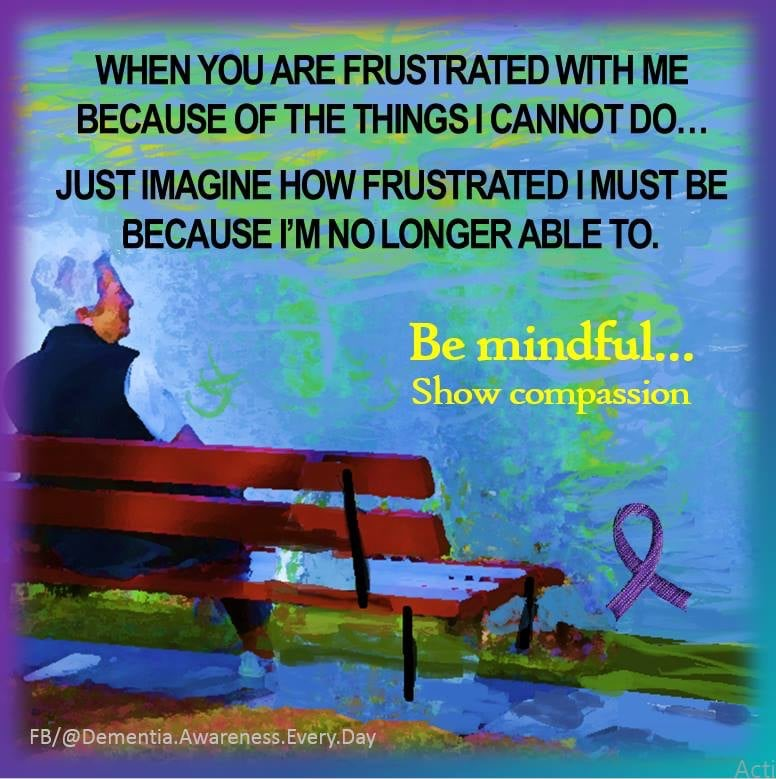 WHEN YOU ARE FRUSTRATED WITH ME
BECAUSE OF THE THINGS I CANNOT DO...
JUST IMAGINE HOW FRUSTRATED I MUST BE
BECAUSE I'M NO LONGER ABLE TO.
Be mindful...
Show compassion
FB/@Dementia.Awareness.Every.Day
Acti